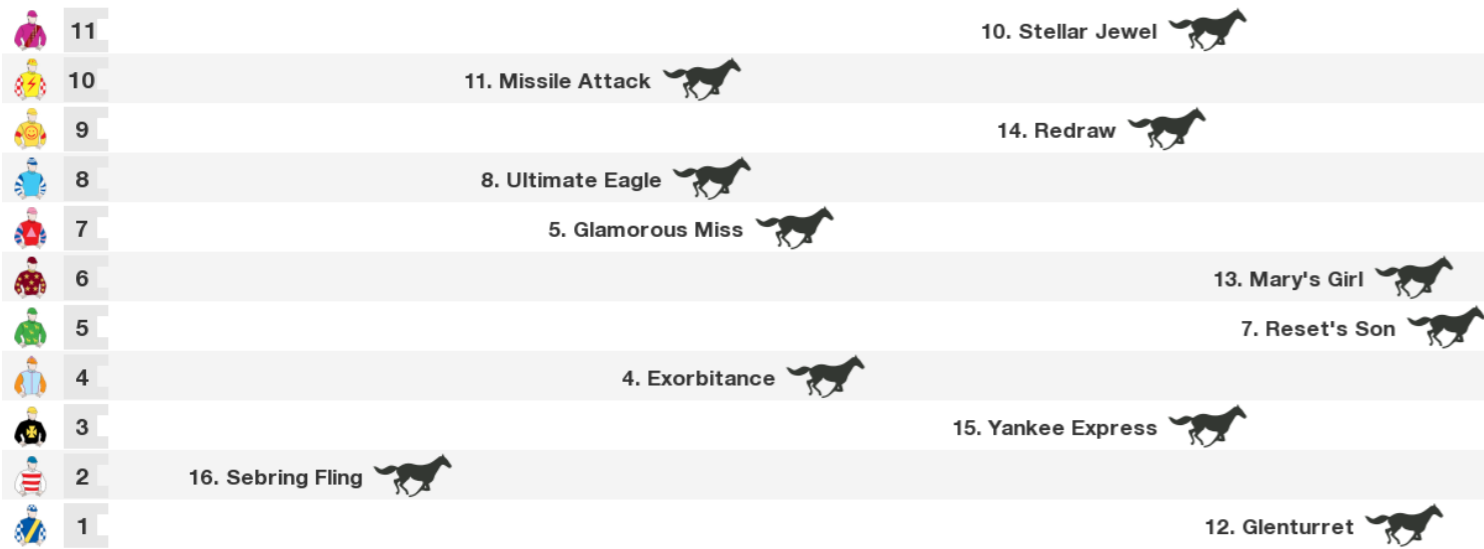 11 10. Stellar Jewel
10 11. Missile Attack
9 14. Redraw
8 8. Ultimate Eagle
7 5. Glamorous Miss
6 13. Mary's Girl
5 7. Reset's Son
4 4. Exorbitance
3 15. Yankee Express
2 16. Sebring Fling
1 12. Glenturret